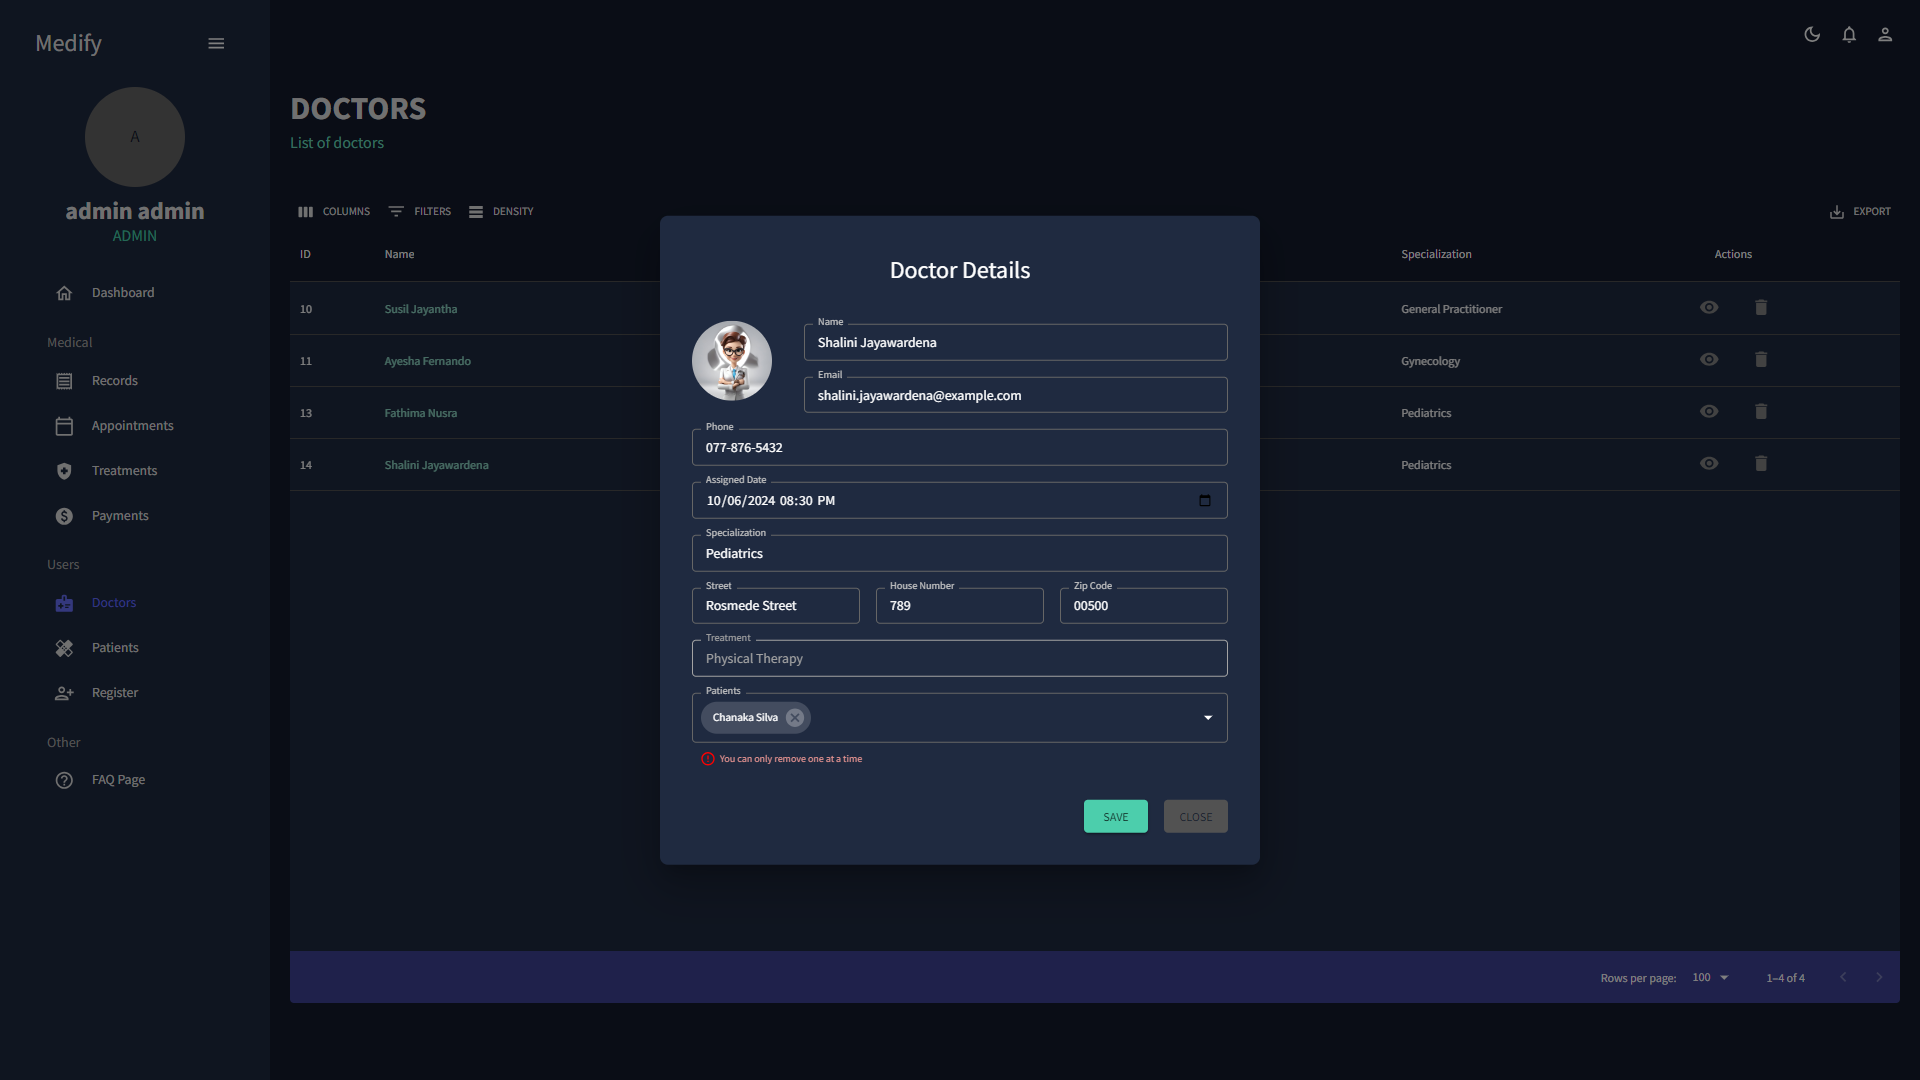 Medify
A
admin admin
ADMIN
Dashboard
Medical
Records
Appointments
Treatments
Payments
Users
Doctors
Patients
Register
Other
FAQ Page
DOCTORS
List of doctors
COLUMNS FILTERS DENSITY EXPORT
ID Name Specialization Actions
10 Susil Jayantha General Practitioner
11 Ayesha Fernando Gynecology
13 Fathima Nusra Pediatrics
14 Shalini Jayawardena Pediatrics
Doctor Details
Name
Shalini Jayawardena
Email
shalini.jayawardena@example.com
Phone
077-876-5432
Assigned Date
10/06/2024 08:30 PM
Specialization
Pediatrics
Street House Number Zip Code
Rosmede Street 789 00500
Treatment
Physical Therapy
Patients
Chanaka Silva
You can only remove one at a time
SAVE CLOSE
Rows per page: 100 1–4 of 4